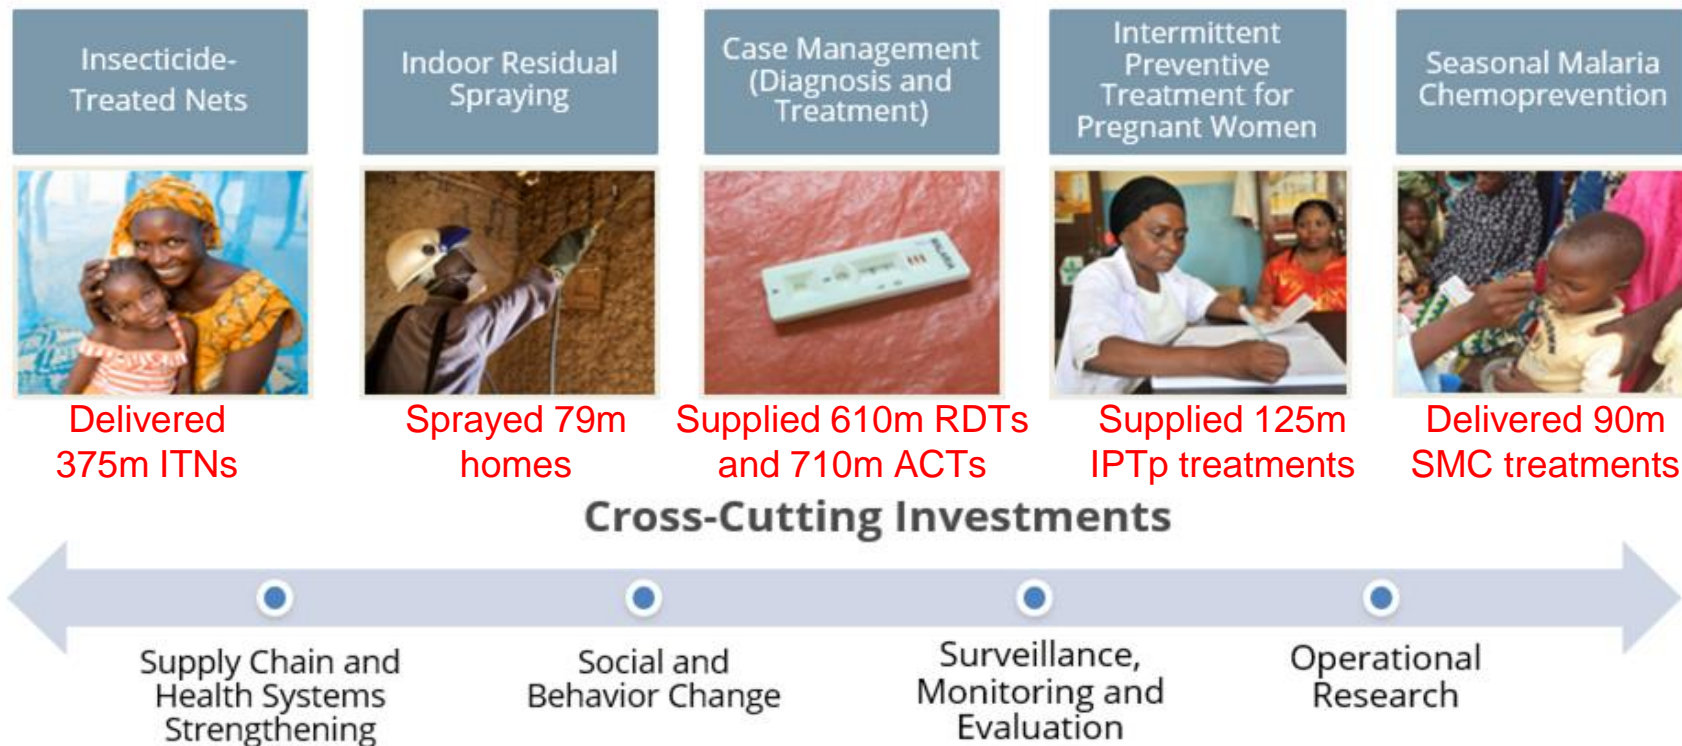 Insecticide-
Treated Nets
Indoor Residual
Spraying
Case Management
(Diagnosis and
Treatment)
Intermittent
Preventive
Treatment for
Pregnant Women
Seasonal Malaria
Chemoprevention
MALARIA
Delivered
375m ITNs
Sprayed 79m
homes
Supplied 610m RDTs
and 710m ACTs
Supplied 125m
IPTp treatments
Delivered 90m
SMC treatments
Cross-Cutting Investments
Supply Chain and
Health Systems
Strengthening
Social and
Behavior Change
Surveillance,
Monitoring and
Evaluation
Operational
Research